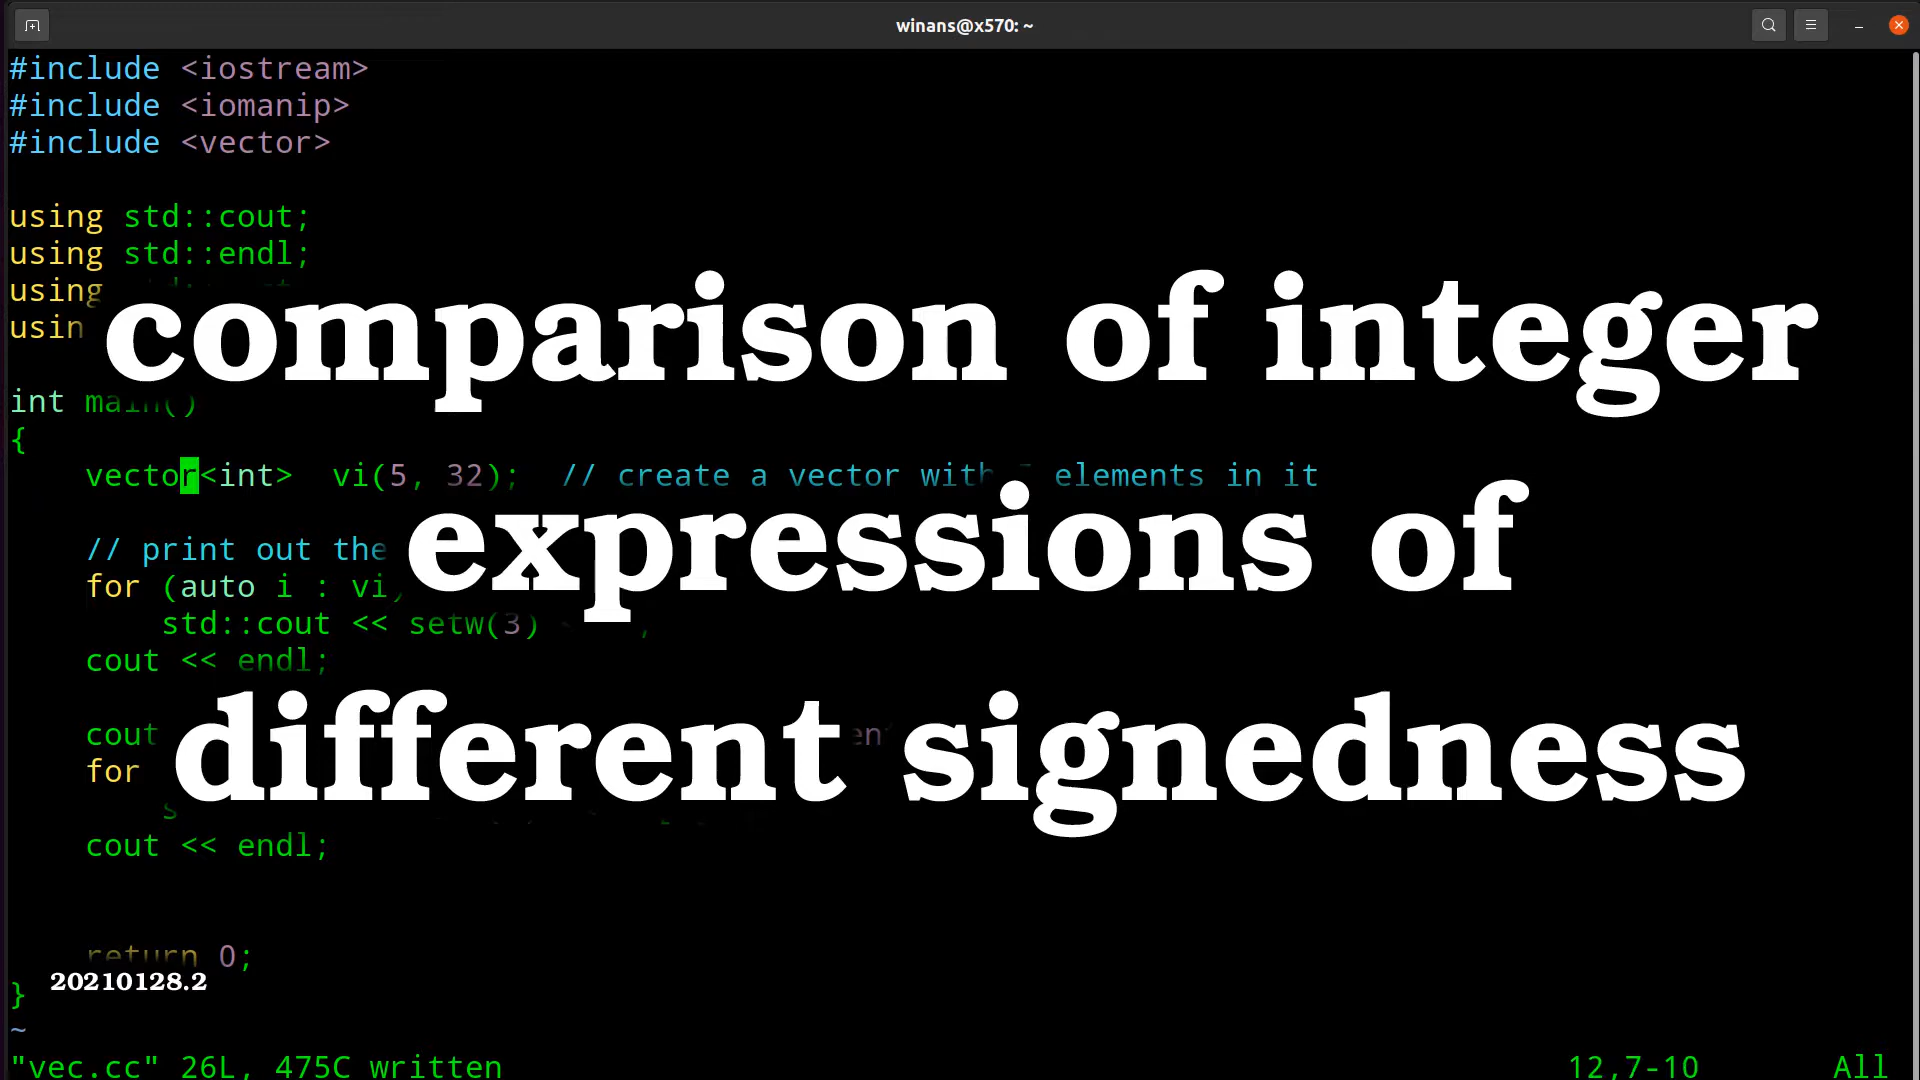 winans@x570: ~
#include <iostream>
#include <iomanip>
#include <vector>
using std::cout;
using std::endl;
using
comparison of integer
int main()
{
vector<int> vi(5, 32); // create a vector with elements in it
expressions of
// print out the
for (auto i : vi)
std::cout << setw(3)
cout << endl;
cout
different signedness
for
cout << endl;
return 0;
20210128.2
}
~
"vec.cc" 26L, 475C written 12,7-10 All